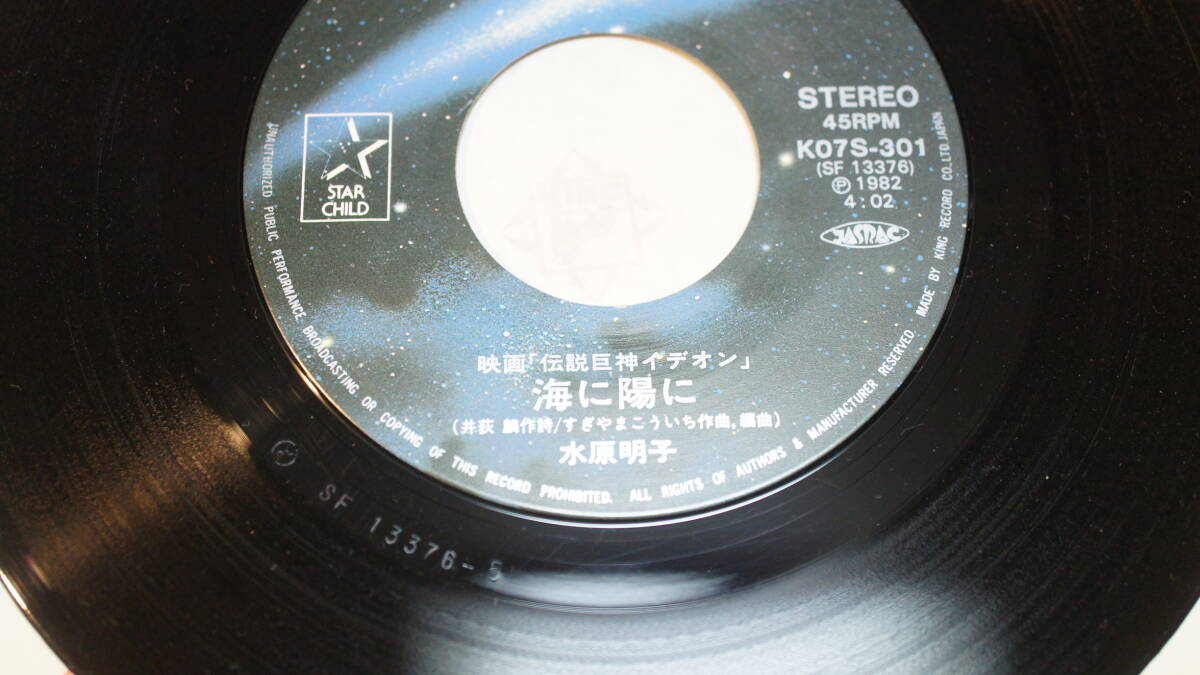 STAR
CHILD
STEREO
45RPM
K07S-301
(SF 13376)
Ⓟ 1982
4:02
JASRAC
映画「伝説巨神イデオン」
海に陽に
(井荻 麟作詩/すぎやまこういち作曲,編曲)
水原明子
UNAUTHORIZED PUBLIC PERFORMANCE BROADCASTING. OR COPYING OF THIS RECORD PROHIBITED. ALL RIGHTS OF AUTHORS & MANUFACTURER RESERVED. MADE BY KING RECORD CO.,LTD.JAPAN
SF 13376-5